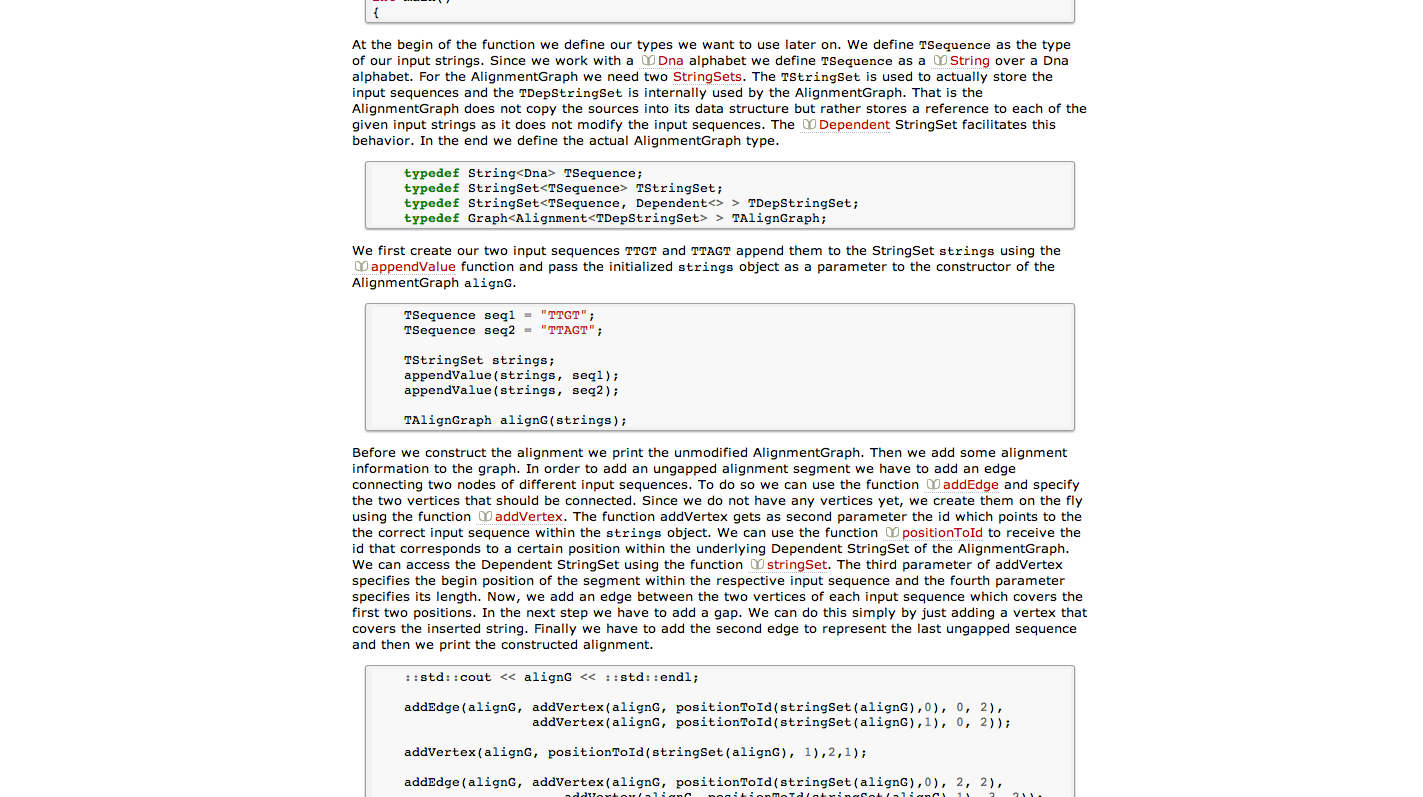 {
At the begin of the function we define our types we want to use later on. We define TSequence as the type
of our input strings. Since we work with a Dna alphabet we define TSequence as a String over a Dna
alphabet. For the AlignmentGraph we need two StringSets. The TStringSet is used to actually store the
input sequences and the TDepStringSet is internally used by the AlignmentGraph. That is the
AlignmentGraph does not copy the sources into its data structure but rather stores a reference to each of the
given input strings as it does not modify the input sequences. The Dependent StringSet facilitates this
behavior. In the end we define the actual AlignmentGraph type.
typedef String<Dna> TSequence;
typedef StringSet<TSequence> TStringSet;
typedef StringSet<TSequence, Dependent<> > TDepStringSet;
typedef Graph<Alignment<TDepStringSet> > TAlignGraph;
We first create our two input sequences TTGT and TTAGT append them to the StringSet strings using the
appendValue function and pass the initialized strings object as a parameter to the constructor of the
AlignmentGraph alignG.
TSequence seq1 = "TTGT";
TSequence seq2 = "TTAGT";
TStringSet strings;
appendValue(strings, seq1);
appendValue(strings, seq2);
TAlignGraph alignG(strings);
Before we construct the alignment we print the unmodified AlignmentGraph. Then we add some alignment
information to the graph. In order to add an ungapped alignment segment we have to add an edge
connecting two nodes of different input sequences. To do so we can use the function addEdge and specify
the two vertices that should be connected. Since we do not have any vertices yet, we create them on the fly
using the function addVertex. The function addVertex gets as second parameter the id which points to the
the correct input sequence within the strings object. We can use the function positionToId to receive the
id that corresponds to a certain position within the underlying Dependent StringSet of the AlignmentGraph.
We can access the Dependent StringSet using the function stringSet. The third parameter of addVertex
specifies the begin position of the segment within the respective input sequence and the fourth parameter
specifies its length. Now, we add an edge between the two vertices of each input sequence which covers the
first two positions. In the next step we have to add a gap. We can do this simply by just adding a vertex that
covers the inserted string. Finally we have to add the second edge to represent the last ungapped sequence
and then we print the constructed alignment.
::std::cout << alignG << ::std::endl;
addEdge(alignG, addVertex(alignG, positionToId(stringSet(alignG),0), 0, 2),
addVertex(alignG, positionToId(stringSet(alignG),1), 0, 2));
addVertex(alignG, positionToId(stringSet(alignG), 1),2,1);
addEdge(alignG, addVertex(alignG, positionToId(stringSet(alignG),0), 2, 2),